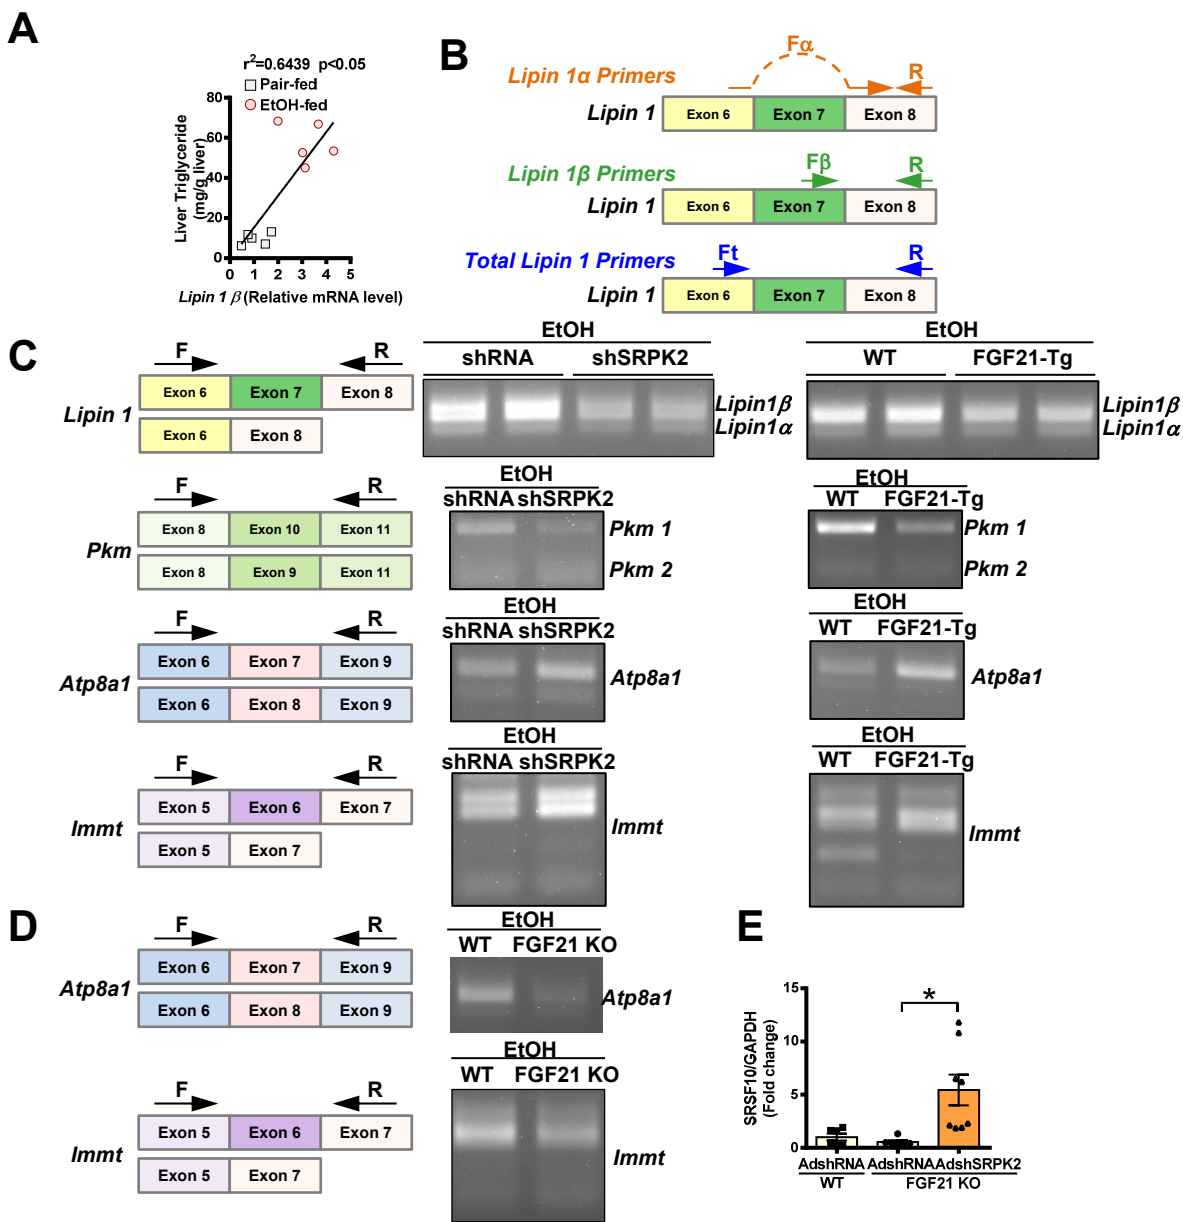 A
r2=0.6439 p<0.05
Pair-fed
EtOH-fed
Liver Triglyceride
(mg/g liver)
80
60
40
20
0
0 1 2 3 4 5
Lipin 1 β (Relative mRNA level)
B
Fα
Lipin 1α Primers R
Lipin 1 Exon 6 Exon 7 Exon 8
Fβ
Lipin 1β Primers R
Lipin 1 Exon 6 Exon 7 Exon 8
Ft
Total Lipin 1 Primers R
Lipin 1 Exon 6 Exon 7 Exon 8
C
F R
Lipin 1
Exon 6 Exon 7 Exon 8
Exon 6 Exon 8
EtOH
shRNA shSRPK2
Lipin1β
Lipin1α
EtOH
WT FGF21-Tg
Lipin1β
Lipin1α
F R
Pkm
Exon 8 Exon 10 Exon 11
Exon 8 Exon 9 Exon 11
EtOH
shRNA shSRPK2
Pkm 1
Pkm 2
EtOH
WT FGF21-Tg
Pkm 1
Pkm 2
F R
Atp8a1
Exon 6 Exon 7 Exon 9
Exon 6 Exon 8 Exon 9
EtOH
shRNA shSRPK2
Atp8a1
EtOH
WT FGF21-Tg
Atp8a1
F R
Immt
Exon 5 Exon 6 Exon 7
Exon 5 Exon 7
EtOH
shRNA shSRPK2
Immt
EtOH
WT FGF21-Tg
Immt
D
F R
Atp8a1
Exon 6 Exon 7 Exon 9
Exon 6 Exon 8 Exon 9
EtOH
WT FGF21 KO
Atp8a1
F R
Immt
Exon 5 Exon 6 Exon 7
Exon 5 Exon 7
EtOH
WT FGF21 KO
Immt
E
SRSF10/GAPDH
(Fold change)
15
10
5
0
*
AdshRNA AdshRNA AdshSRPK2
WT FGF21 KO